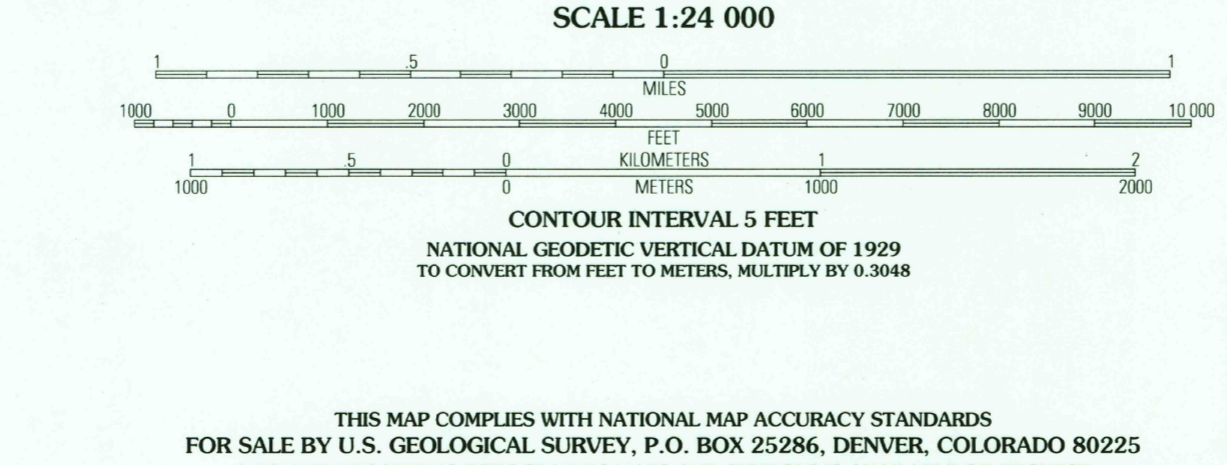 SCALE 1:24 000
1 .5 0 1
MILES
1000 0 1000 2000 3000 4000 5000 6000 7000 8000 9000 10 000
FEET
1 .5 0 KILOMETERS 1 2
1000 0 METERS 1000 2000
CONTOUR INTERVAL 5 FEET
NATIONAL GEODETIC VERTICAL DATUM OF 1929
TO CONVERT FROM FEET TO METERS, MULTIPLY BY 0.3048
THIS MAP COMPLIES WITH NATIONAL MAP ACCURACY STANDARDS
FOR SALE BY U.S. GEOLOGICAL SURVEY, P.O. BOX 25286, DENVER, COLORADO 80225